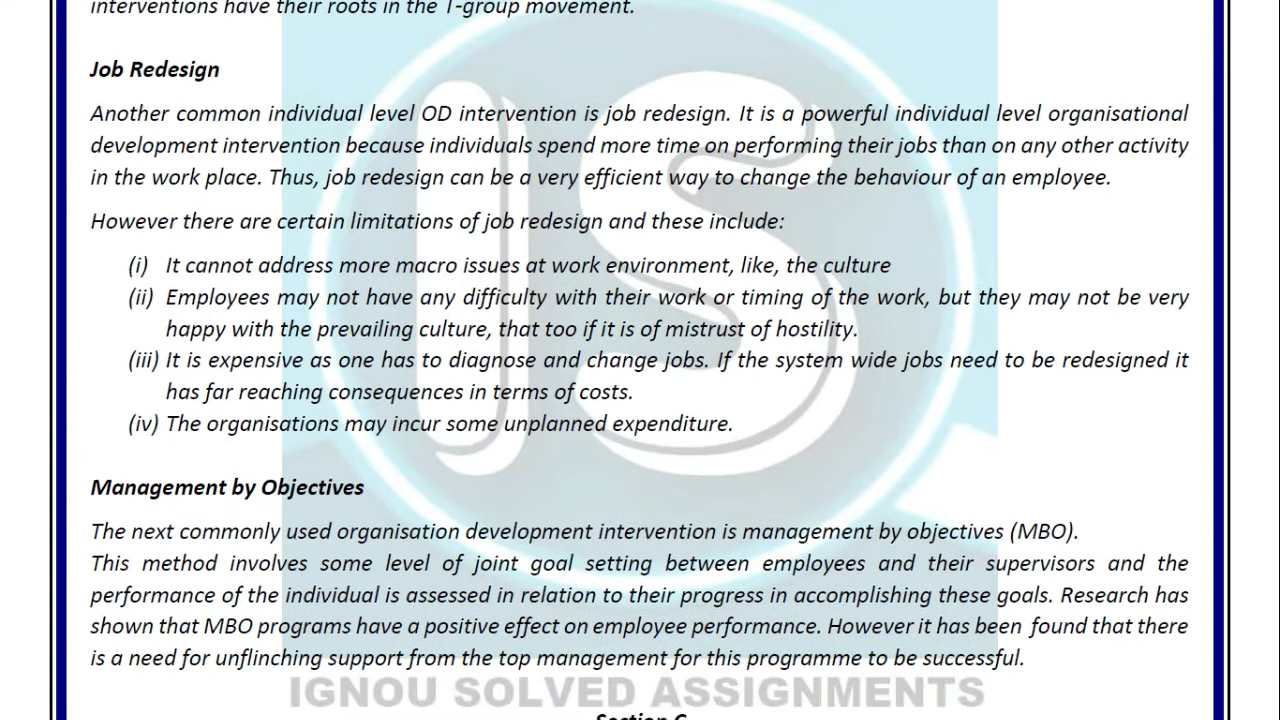 interventions have their roots in the T-group movement.
Job Redesign
Another common individual level OD intervention is job redesign. It is a powerful individual level organisational
development intervention because individuals spend more time on performing their jobs than on any other activity
in the work place. Thus, job redesign can be a very efficient way to change the behaviour of an employee.
However there are certain limitations of job redesign and these include:
(i) It cannot address more macro issues at work environment, like, the culture
(ii) Employees may not have any difficulty with their work or timing of the work, but they may not be very
happy with the prevailing culture, that too if it is of mistrust of hostility.
(iii) It is expensive as one has to diagnose and change jobs. If the system wide jobs need to be redesigned it
has far reaching consequences in terms of costs.
(iv) The organisations may incur some unplanned expenditure.
Management by Objectives
The next commonly used organisation development intervention is management by objectives (MBO).
This method involves some level of joint goal setting between employees and their supervisors and the
performance of the individual is assessed in relation to their progress in accomplishing these goals. Research has
shown that MBO programs have a positive effect on employee performance. However it has been found that there
is a need for unflinching support from the top management for this programme to be successful.
IS
IGNOU SOLVED ASSIGNMENTS
Section C